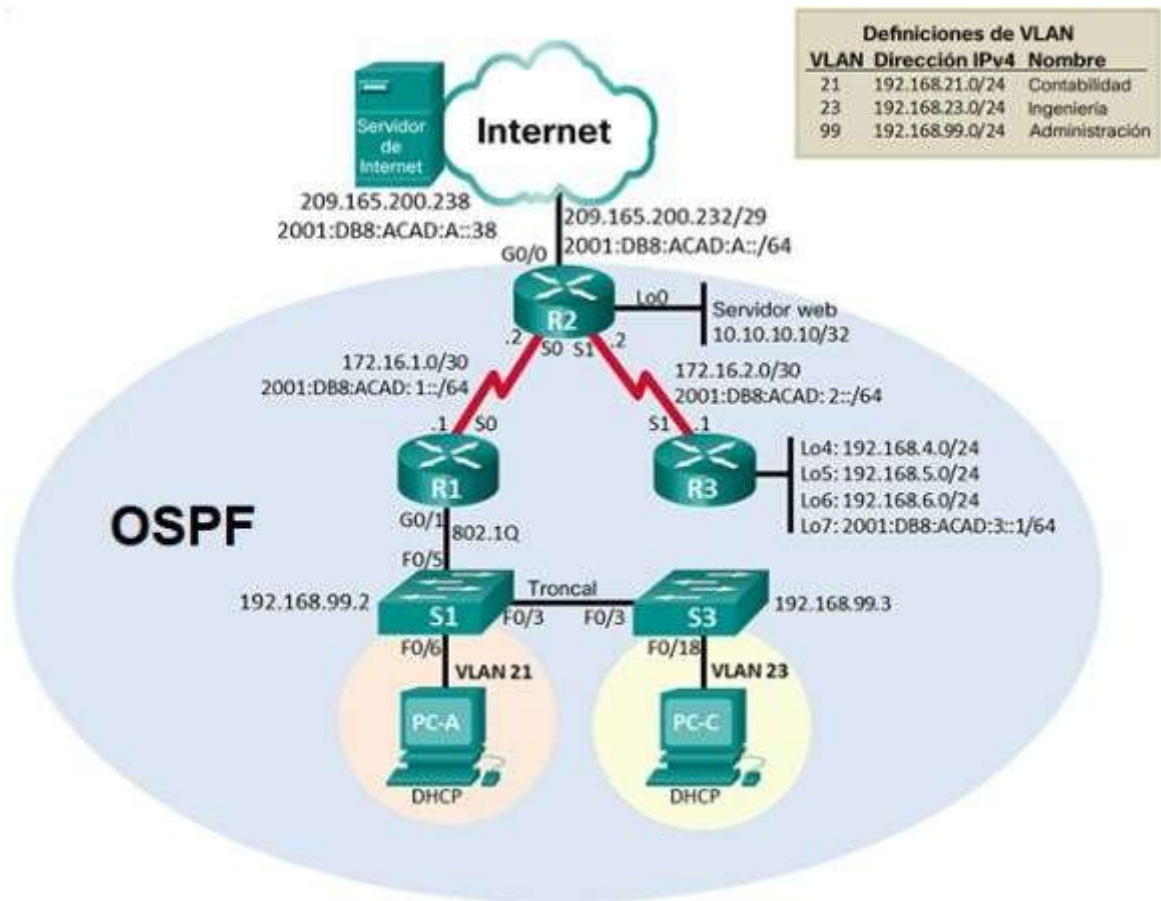 Definiciones de VLAN
VLAN Dirección IPv4 Nombre
21 192.168.21.0/24 Contabilidad
23 192.168.23.0/24 Ingeniería
99 192.168.99.0/24 Administración
Servidor
de
Internet
Internet
209.165.200.238
2001:DB8:ACAD:A::38
209.165.200.232/29
2001:DB8:ACAD:A::/64
G0/0
R2
Lo0
Servidor web
10.10.10.10/32
.2
S0
S1
.2
172.16.1.0/30
2001:DB8:ACAD: 1::/64
172.16.2.0/30
2001:DB8:ACAD: 2::/64
.1
S0
S1
.1
R1
R3
Lo4: 192.168.4.0/24
Lo5: 192.168.5.0/24
Lo6: 192.168.6.0/24
Lo7: 2001:DB8:ACAD:3::1/64
OSPF
G0/1
802.1Q
F0/5
192.168.99.2
S1
Troncal
F0/3
F0/3
S3
192.168.99.3
F0/6
F0/18
VLAN 21
VLAN 23
PC-A
PC-C
DHCP
DHCP